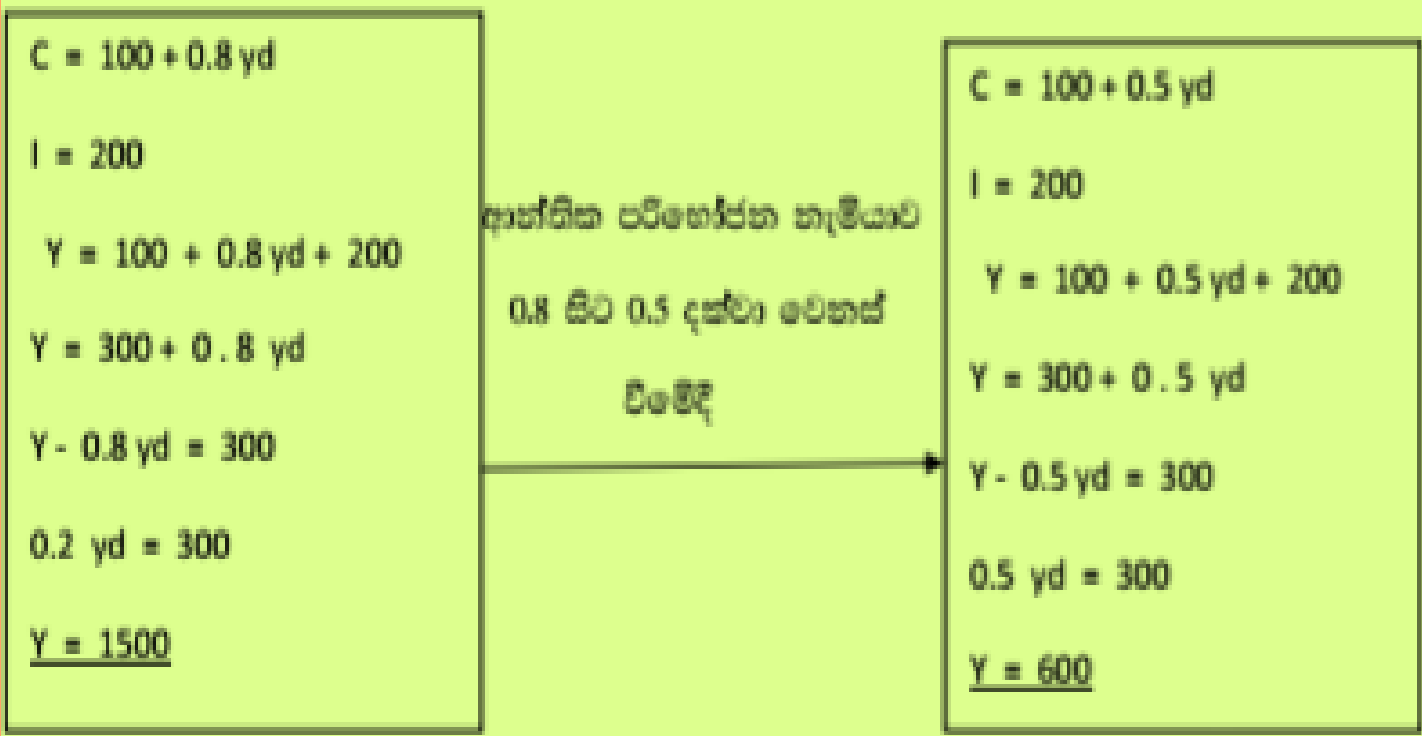 C = 100 + 0.8 yd
I = 200
Y = 100 + 0.8 yd + 200
Y = 300 + 0 . 8 yd
Y - 0.8 yd = 300
0.2 yd = 300
Y = 1500
ආන්තික පරිභෝජන නැමියාව
0.8 සිට 0.5 දක්වා වෙනස්
වීමේදී
C = 100 + 0.5 yd
I = 200
Y = 100 + 0.5 yd + 200
Y = 300 + 0 . 5 yd
Y - 0.5 yd = 300
0.5 yd = 300
Y = 600